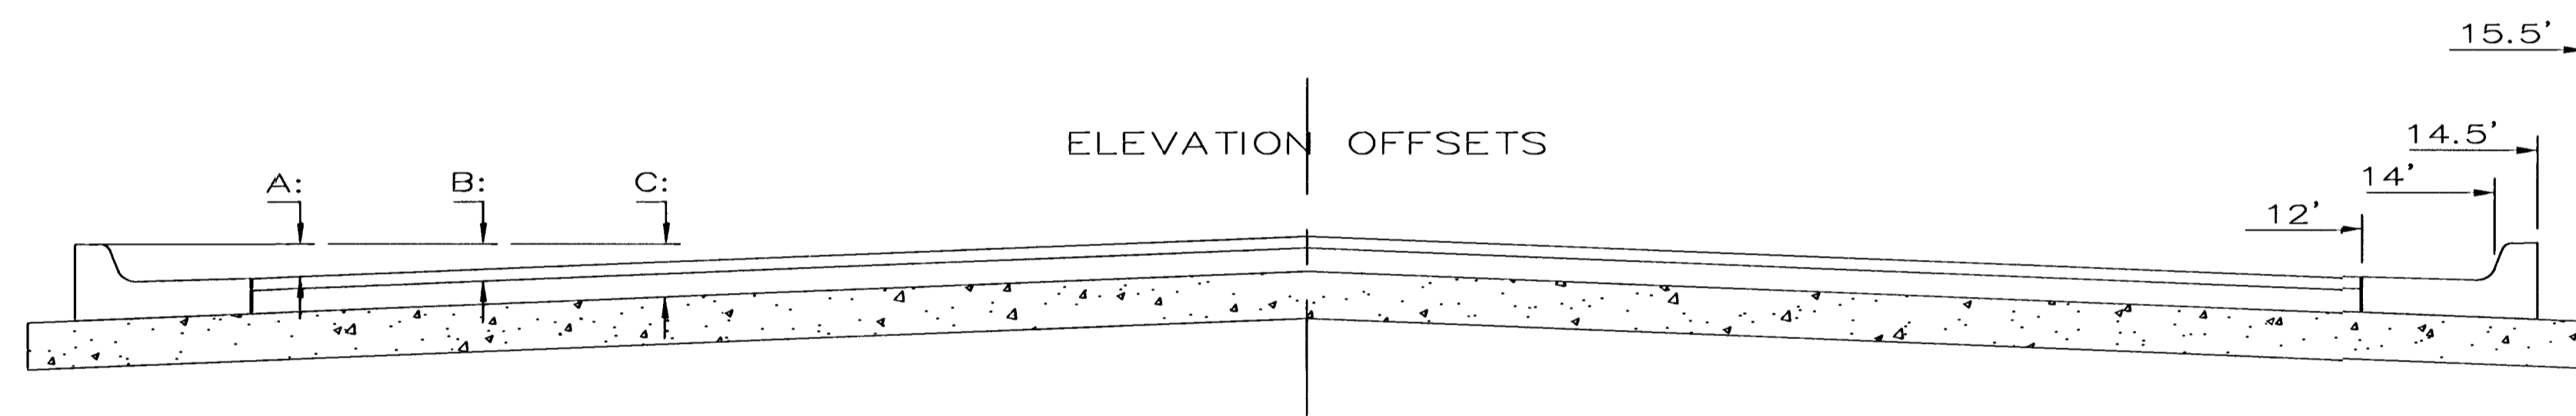 15.5'
ELEVATION OFFSETS
14.5'
A: B: C:
14'
12'